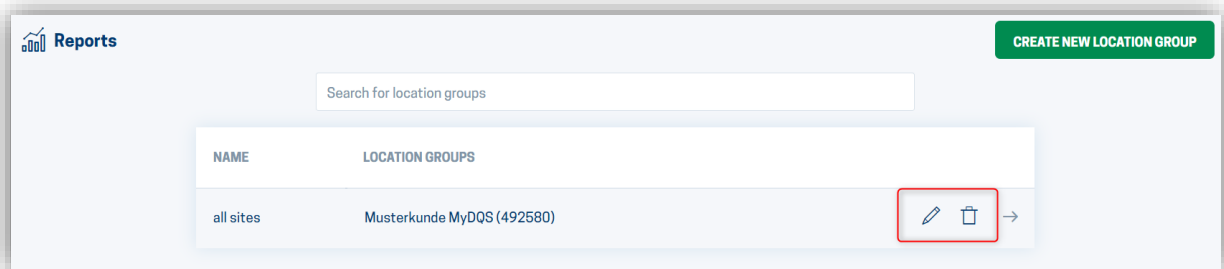 Reports
CREATE NEW LOCATION GROUP
Search for location groups
NAME LOCATION GROUPS
all sites Musterkunde MyDQS (492580)